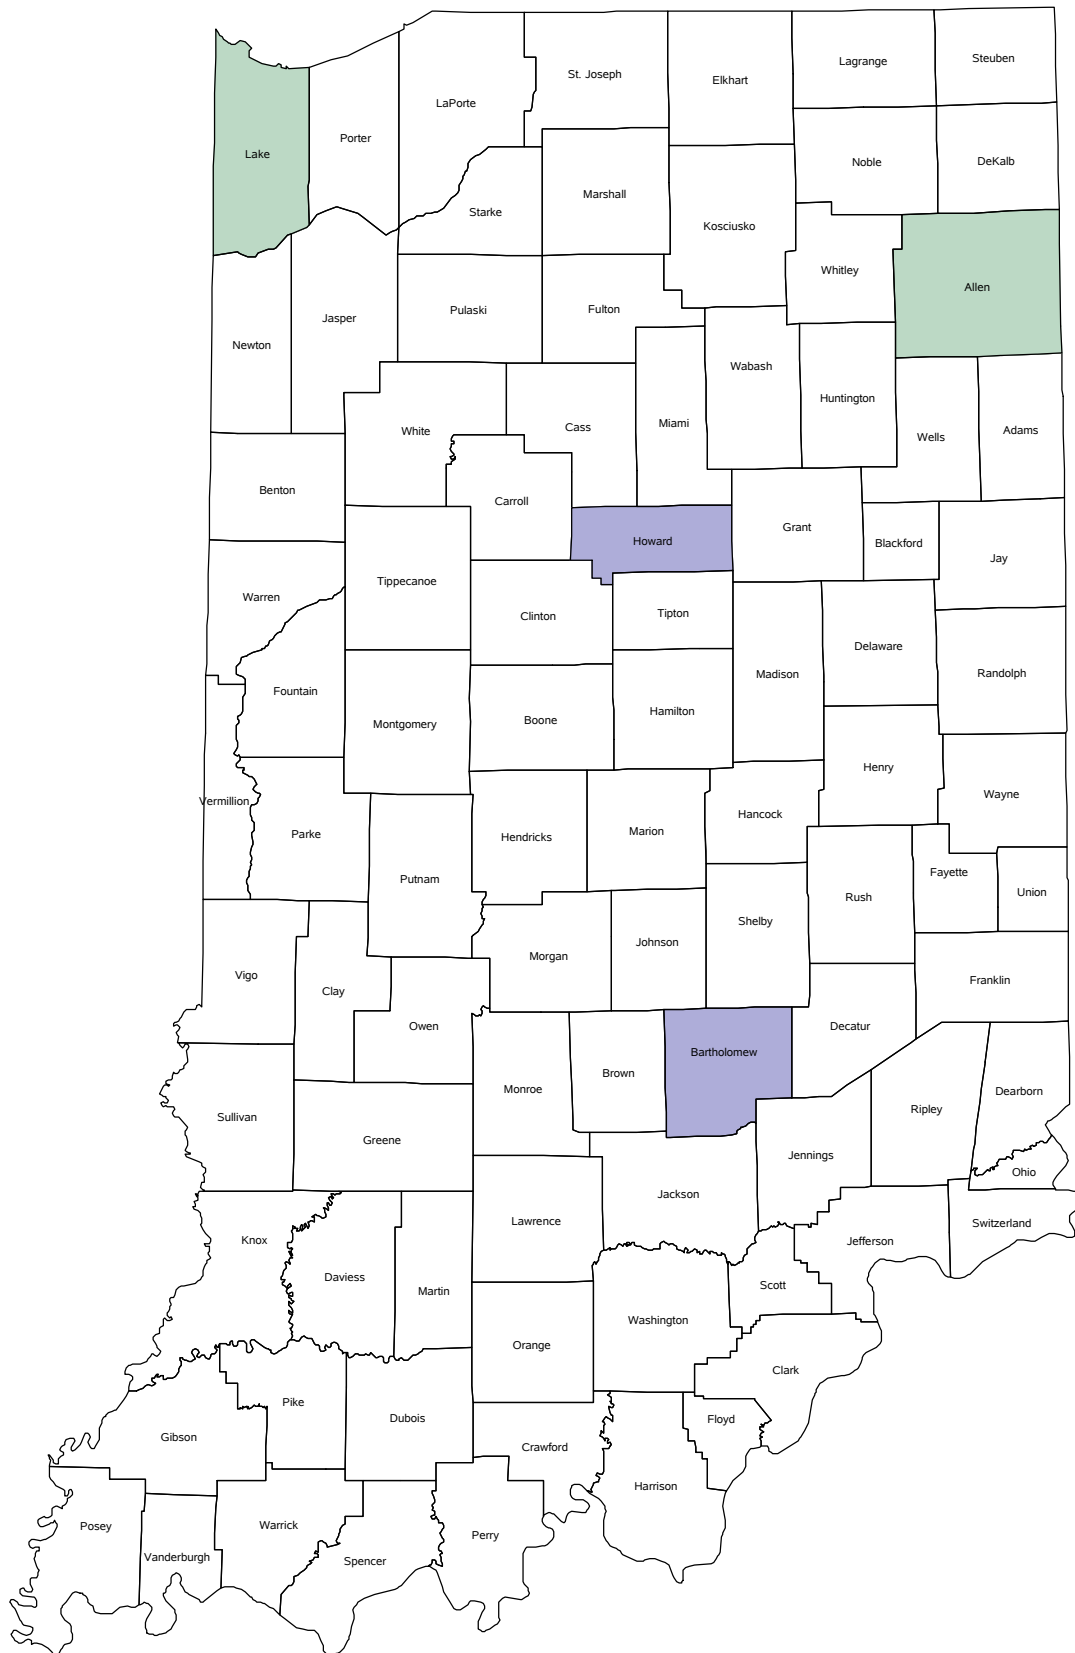 Steuben
Lagrange
St. Joseph
Elkhart
LaPorte
Porter
Lake
Noble
DeKalb
Marshall
Starke
Kosciusko
Whitley
Allen
Pulaski
Fulton
Jasper
Newton
Wabash
Huntington
Miami
Cass
White
Wells
Adams
Benton
Carroll
Grant
Howard
Blackford
Jay
Tippecanoe
Warren
Clinton
Tipton
Delaware
Randolph
Madison
Fountain
Montgomery
Boone
Hamilton
Henry
Wayne
Vermillion
Parke
Hendricks
Marion
Hancock
Putnam
Fayette
Union
Rush
Shelby
Johnson
Morgan
Vigo
Clay
Franklin
Owen
Decatur
Bartholomew
Brown
Monroe
Dearborn
Ripley
Sullivan
Greene
Jennings
Ohio
Jackson
Lawrence
Switzerland
Knox
Jefferson
Daviess
Martin
Scott
Washington
Orange
Clark
Pike
Dubois
Floyd
Gibson
Crawford
Harrison
Posey
Warrick
Perry
Vanderburgh
Spencer